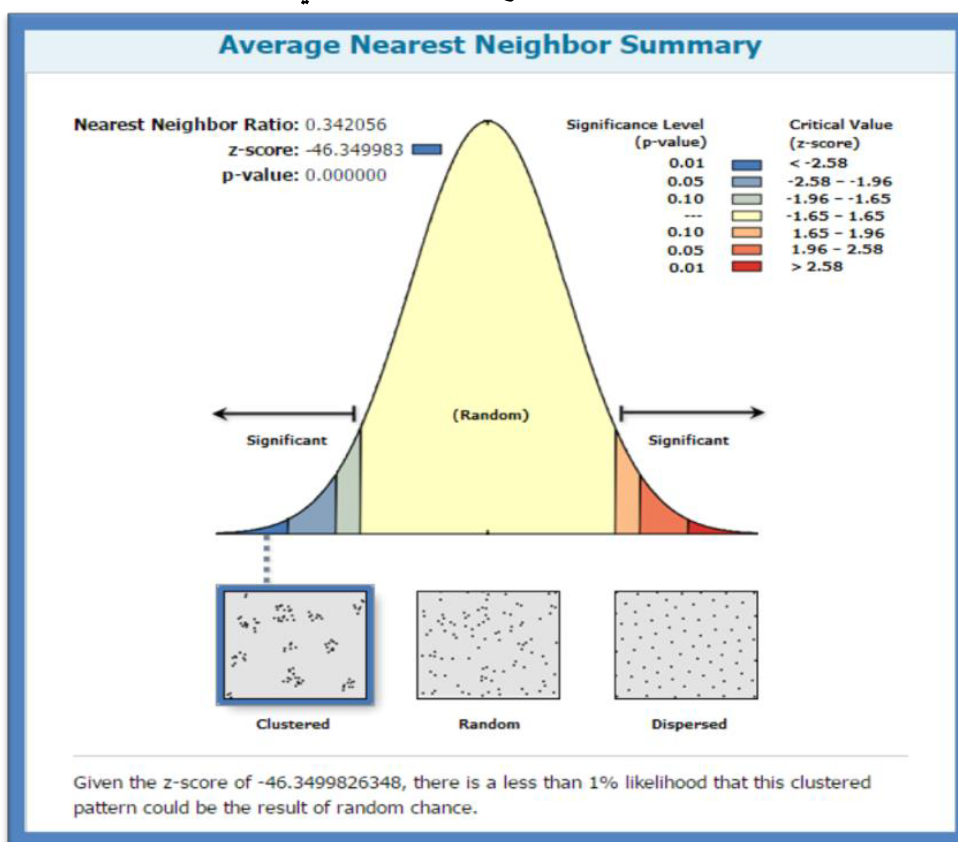 Average Nearest Neighbor Summary
Nearest Neighbor Ratio: 0.342056
z-score: -46.349983
p-value: 0.000000
Significance Level
(p-value)
Critical Value
(z-score)
0.01 < -2.58
0.05 -2.58 - -1.96
0.10 -1.96 - -1.65
--- -1.65 - 1.65
0.10 1.65 - 1.96
0.05 1.96 - 2.58
0.01 > 2.58
(Random)
Significant
Significant
Clustered
Random
Dispersed
Given the z-score of -46.3499826348, there is a less than 1% likelihood that this clustered
pattern could be the result of random chance.